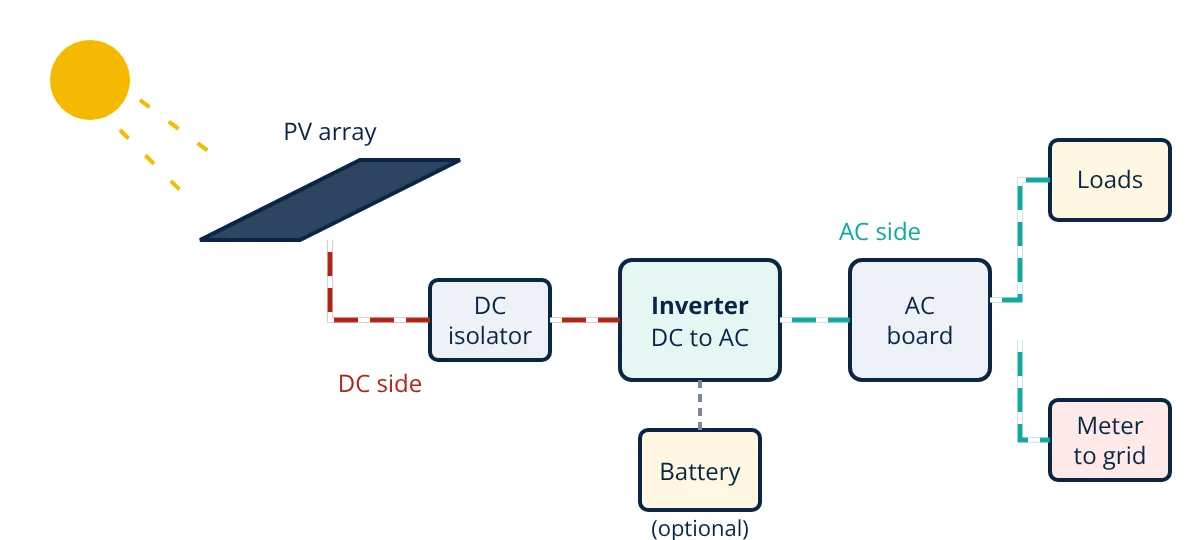 PV array
Loads
AC side
DC
isolator
Inverter
DC to AC
AC
board
DC side
Meter
to grid
Battery
(optional)